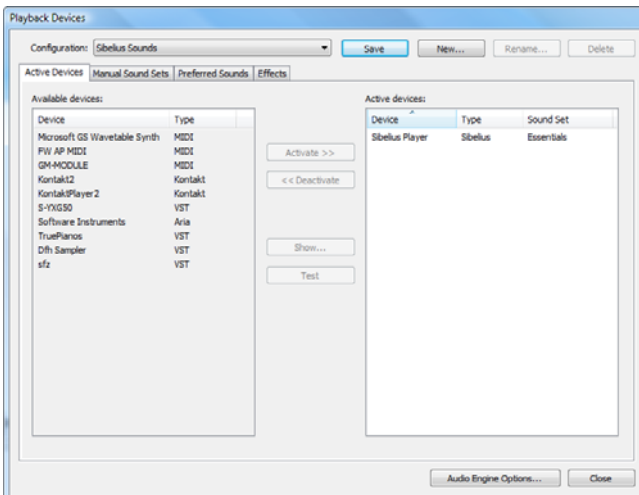 Playback Devices
Configuration: Sibelius Sounds Save New... Rename... Delete
Active Devices Manual Sound Sets Preferred Sounds Effects
Available devices: Active devices:
Device Type Device Type Sound Set
Microsoft GS Wavetable Synth MIDI Sibelius Player Sibelius Essentials
FW AP MIDI MIDI
GM-MODULE MIDI Activate >>
Kontakt2 Kontakt
KontaktPlayer2 Kontakt << Deactivate
S-YXG50 VST
Software Instruments Aria
TruePianos VST
Dfh Sampler VST Show...
sfz VST
Test
Audio Engine Options... Close